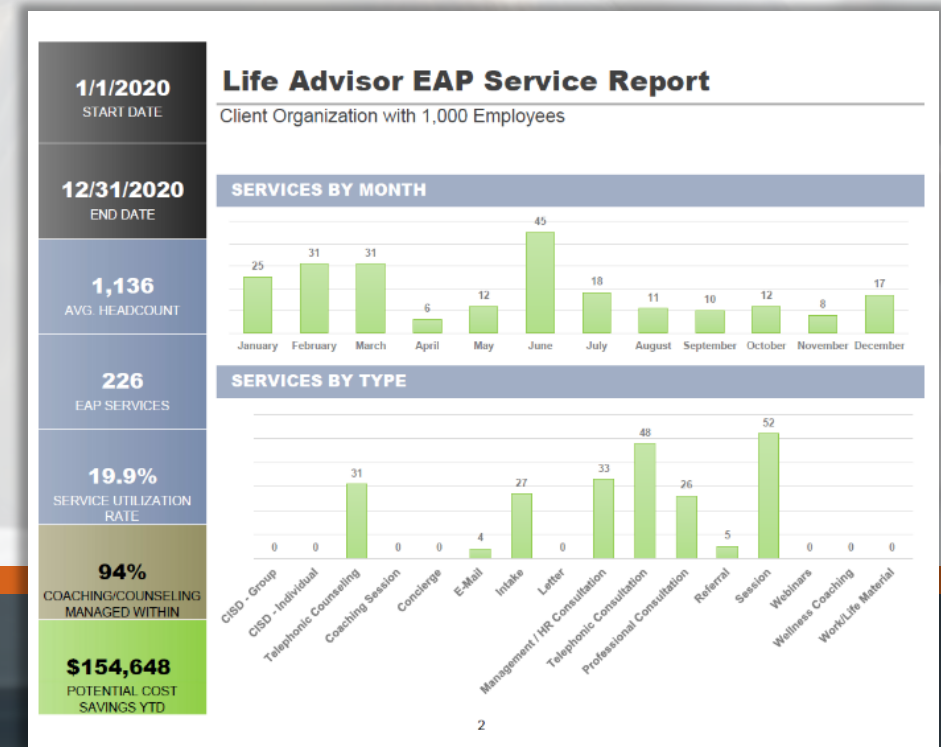 1/1/2020
START DATE
12/31/2020
END DATE
1,136
AVG. HEADCOUNT
226
EAP SERVICES
19.9%
SERVICE UTILIZATION
RATE
94%
COACHING/COUNSELING
MANAGED WITHIN
$154,648
POTENTIAL COST
SAVINGS YTD
Life Advisor EAP Service Report
Client Organization with 1,000 Employees
SERVICES BY MONTH
25 31 31 6 12 45 18 11 10 12 8 17
January February March April May June July August September October November December
SERVICES BY TYPE
0 0 31 0 0 4 27 0 33 48 26 5 52 0 0 0
CISD - Group
CISD - Individual
Telephonic Counseling
Coaching Session
Concierge
E-Mail
Intake
Letter
Management / HR Consultation
Telephonic Consultation
Professional Consultation
Referral
Session
Webinars
Wellness Coaching
Work/Life Material
2